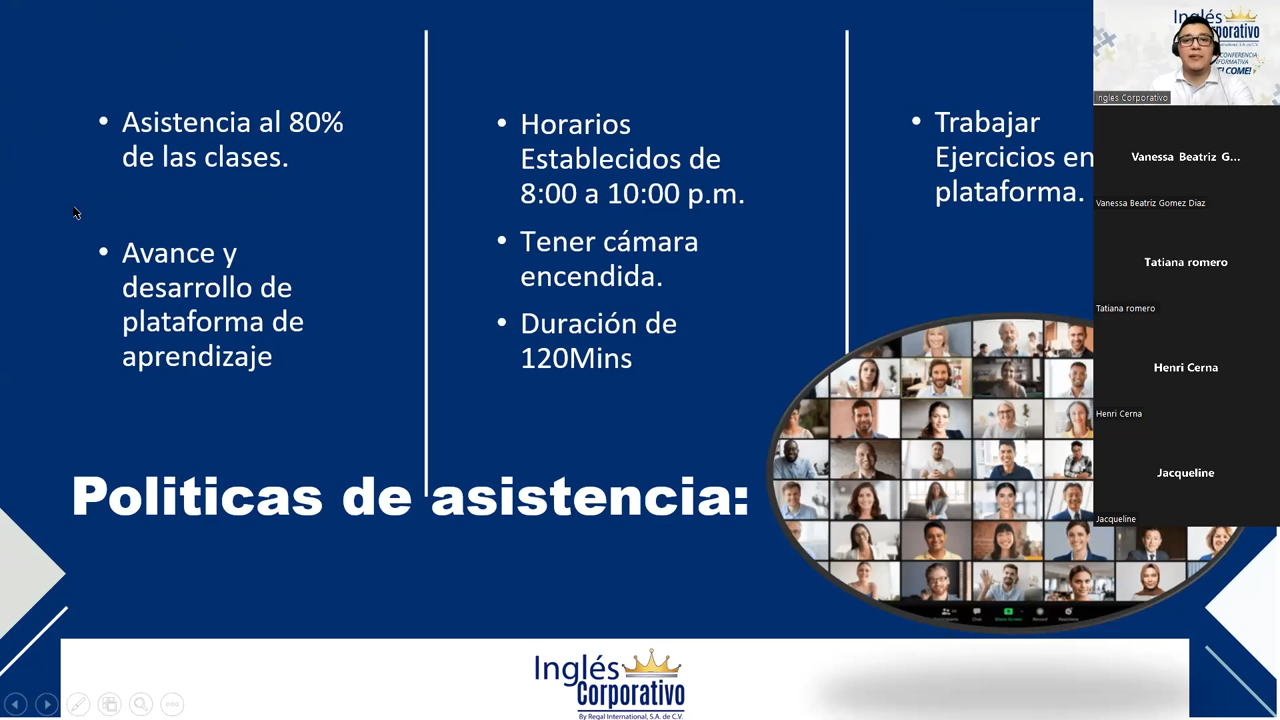 Asistencia al 80%
de las clases.
Avance y
desarrollo de
plataforma de
aprendizaje
Horarios
Establecidos de
8:00 a 10:00 p.m.
Tener cámara
encendida.
Duración de
120Mins
Trabajar
Ejercicios en
plataforma.
Politicas de asistencia:
Inglés
Corporativo
By Regal International, S.A. de C.V.
Inglés
Inglés Corporativo
Vanessa Beatriz G...
Vanessa Beatriz Gomez Diaz
Tatiana romero
Tatiana romero
Henri Cerna
Henri Cerna
Jacqueline
Jacqueline